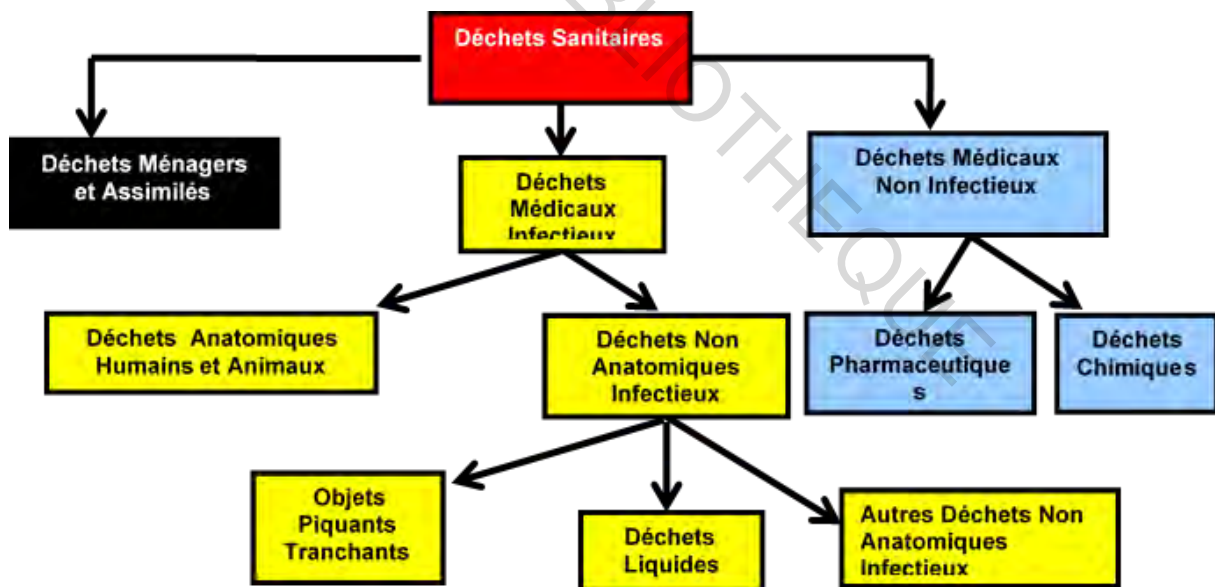 Déchets Sanitaires
Déchets Ménagers
et Assimilés
Déchets
Médicaux
Infectieux
Déchets Médicaux
Non Infectieux
Déchets Anatomiques
Humains et Animaux
Déchets Non
Anatomiques
Infectieux
Déchets
Pharmaceutique
s
Déchets
Chimiques
Objets
Piquants
Tranchants
Déchets
Liquides
Autres Déchets Non
Anatomiques
Infectieux
BLIOTHEQUE